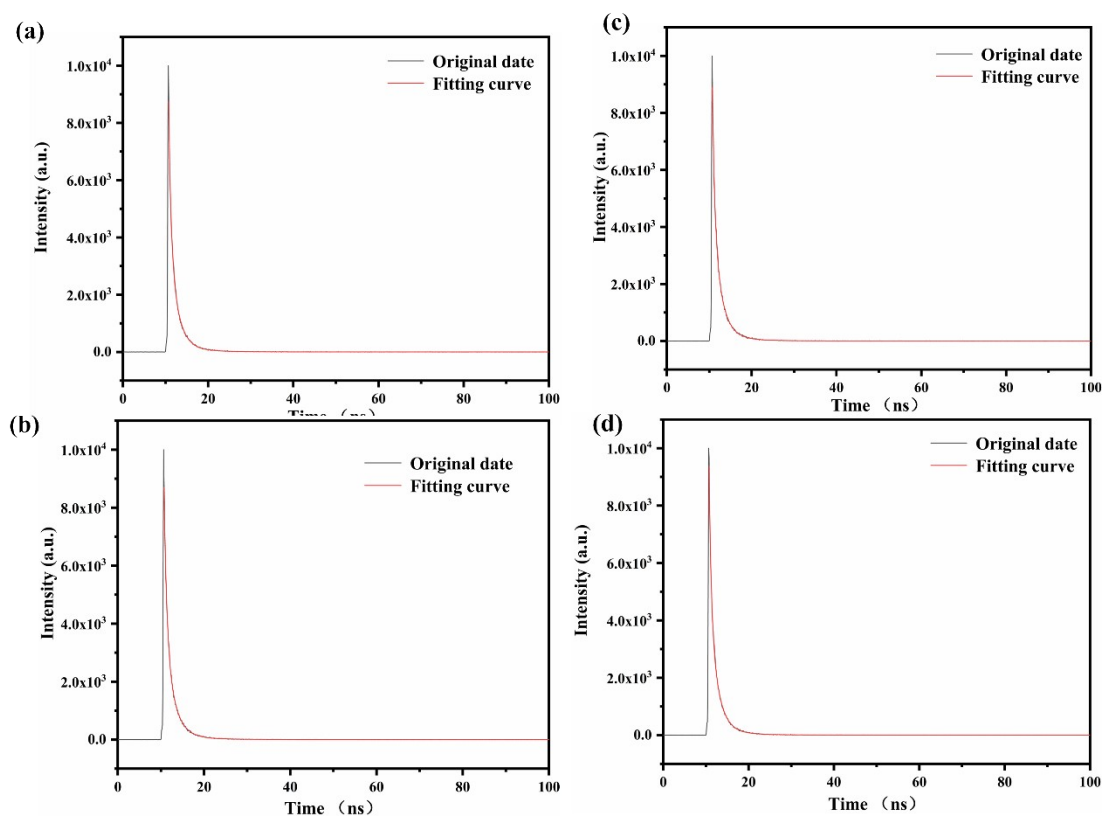 (a)
Original date
Fitting curve
1.0x10⁴
8.0x10³
6.0x10³
4.0x10³
2.0x10³
0.0
Intensity (a.u.)
0 20 40 60 80 100
Time （ns）
(c)
Original date
Fitting curve
1.0x10⁴
8.0x10³
6.0x10³
4.0x10³
2.0x10³
0.0
Intensity (a.u.)
0 20 40 60 80 100
Time （ns）
(b)
Original date
Fitting curve
1.0x10⁴
8.0x10³
6.0x10³
4.0x10³
2.0x10³
0.0
Intensity (a.u.)
0 20 40 60 80 100
Time （ns）
(d)
Original date
Fitting curve
1.0x10⁴
8.0x10³
6.0x10³
4.0x10³
2.0x10³
0.0
Intensity (a.u.)
0 20 40 60 80 100
Time （ns）